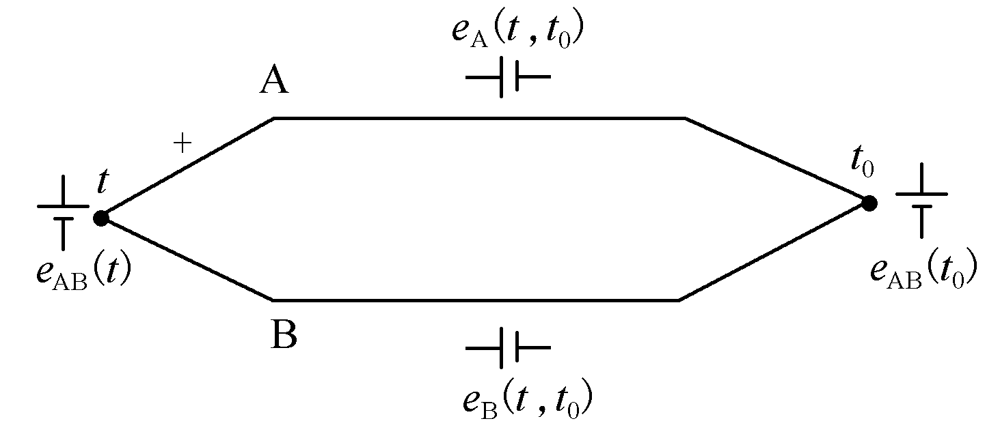 e_A(t, t_0)
A
+
t
t_0
e_AB(t)
e_AB(t_0)
B
e_B(t, t_0)